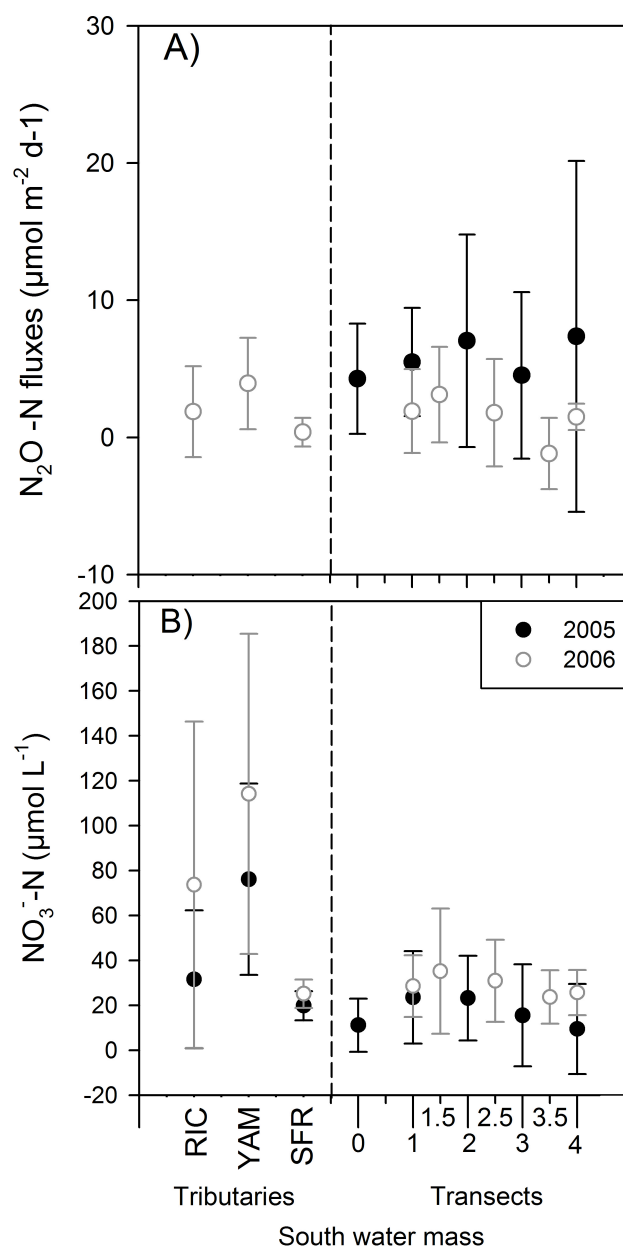 A)
30
20
10
0
-10
N₂O -N fluxes (µmol m⁻² d-1)
B)
2005
2006
200
180
160
140
120
100
80
60
40
20
0
-20
NO₃⁻-N (µmol L⁻¹)
RIC YAM SFR
1.5 2.5 3.5
0 1 2 3 4
Tributaries Transects
South water mass